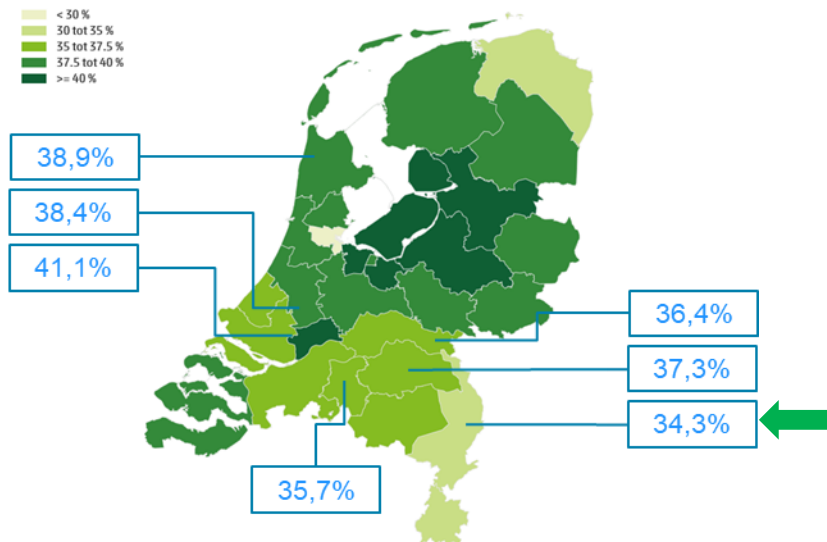 < 30 %
30 tot 35 %
35 tot 37.5 %
37.5 tot 40 %
>= 40 %
38,9%
38,4%
41,1%
36,4%
37,3%
34,3%
35,7%